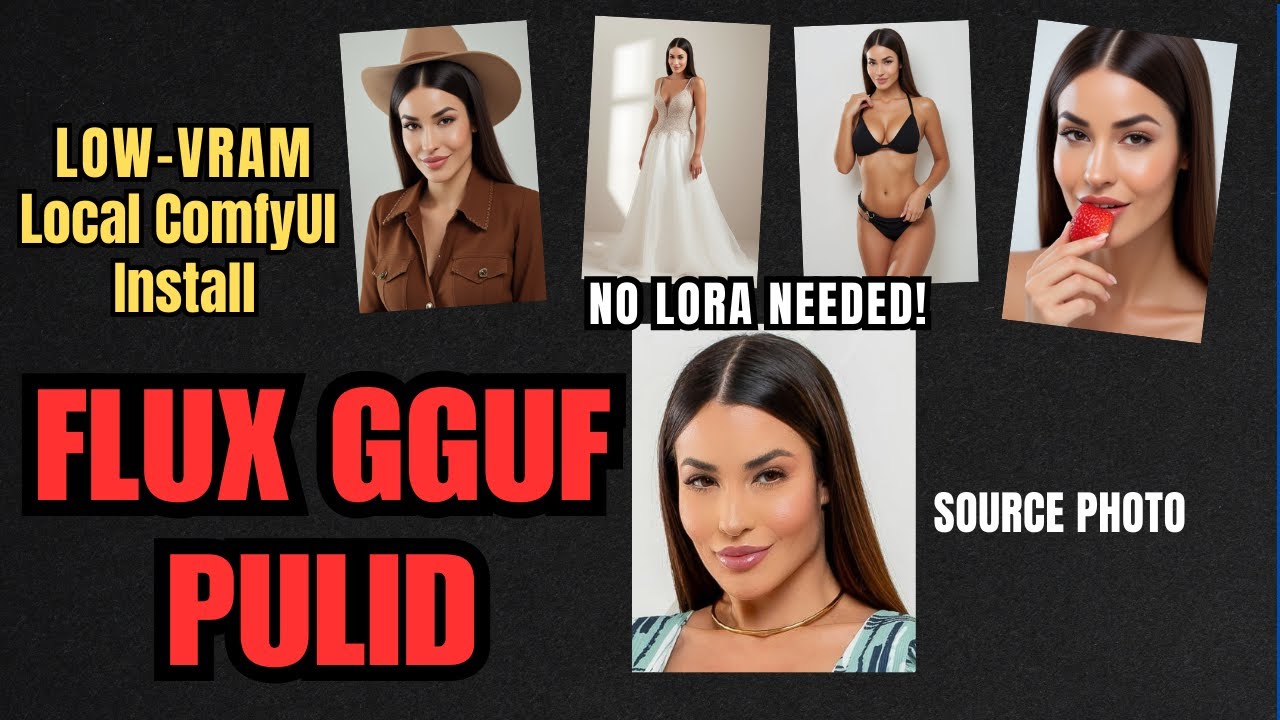 LOW-VRAM
Local ComfyUI
Install
NO LORA NEEDED!
FLUX GGUF
PULID
SOURCE PHOTO